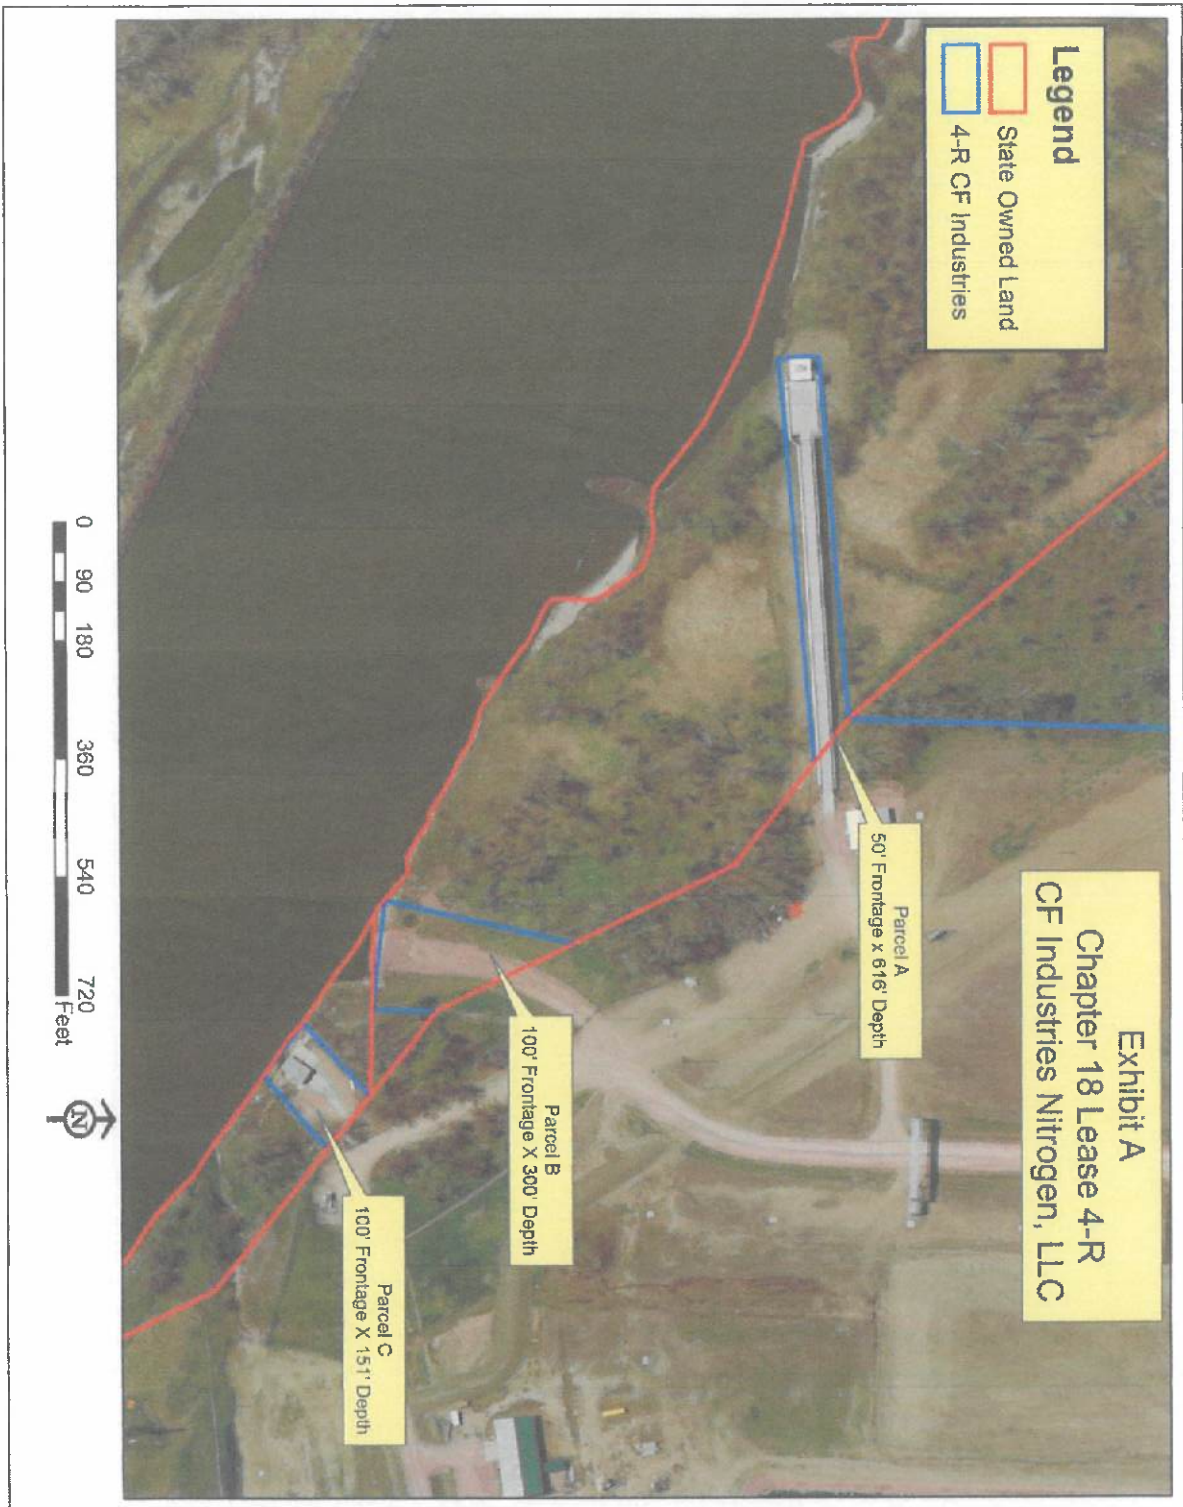 Exhibit A
Chapter 18 Lease 4-R
CF Industries Nitrogen, LLC
Legend
State Owned Land
4-R CF Industries
Parcel A
50' Frontage x 616' Depth
Parcel B
100' Frontage X 300' Depth
Parcel C
100' Frontage X 151' Depth
0 90 180 360 540 720
Feet
N